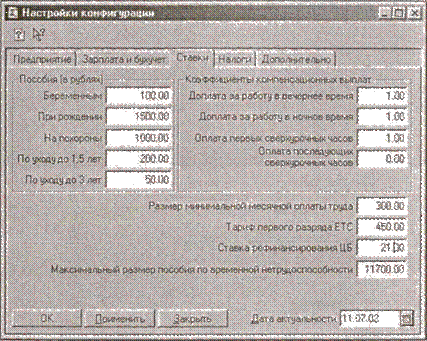 Настройки конфигурации
Предприятие Зарплата и бухучет Ставки Налоги Дополнительно
Пособия (в рублях)
Беременным 100.00
При рождении 1500.00
На похороны 1000.00
По уходу до 1,5 лет 200.00
По уходу до 3 лет 50.00
Коэффициенты компенсационных выплат
Доплата за работу в вечернее время 1.00
Доплата за работу в ночное время 1.00
Оплата первых сверхурочных часов 1.00
Оплата последующих
сверхурочных часов 0.00
Размер минимальной месячной оплаты труда 300.00
Тариф первого разряда ЕТС 450.00
Ставка рефинансирования ЦБ 21.00
Максимальный размер пособия по временной нетрудоспособности 11700.00
OK Применить Закрыть Дата актуальности 11.07.02